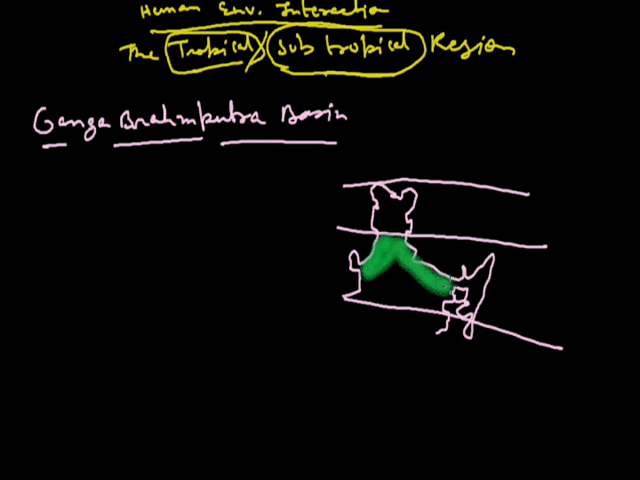 Human Env. Interaction
The Tropical/Sub tropical Region
Ganga Brahmputra Basin